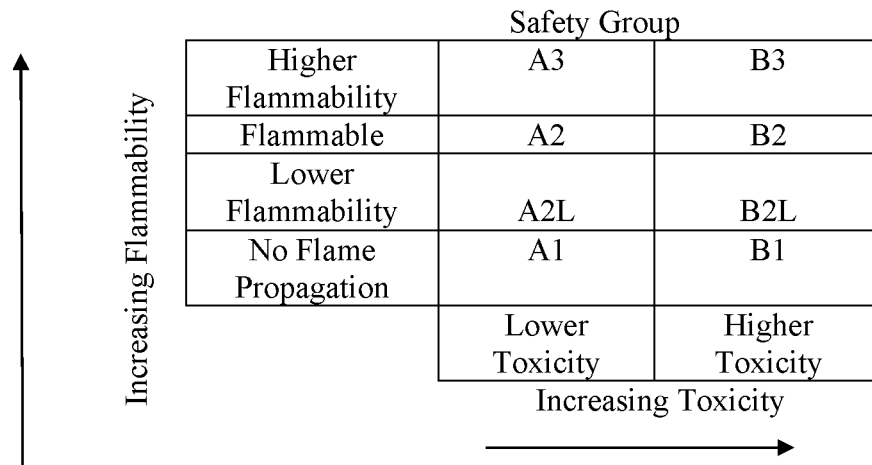 Safety Group
Increasing Flammability
Higher A3 B3
Flammability
Flammable A2 B2
Lower
Flammability A2L B2L
No Flame A1 B1
Propagation
Lower Higher
Toxicity Toxicity
Increasing Toxicity